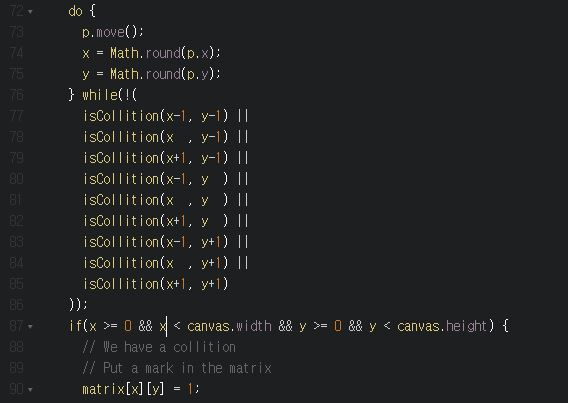 72 do {
73 p.move();
74 x = Math.round(p.x);
75 y = Math.round(p.y);
76 } while(!(
77 isCollition(x-1, y-1) ||
78 isCollition(x  , y-1) ||
79 isCollition(x+1, y-1) ||
80 isCollition(x-1, y  ) ||
81 isCollition(x  , y  ) ||
82 isCollition(x+1, y  ) ||
83 isCollition(x-1, y+1) ||
84 isCollition(x  , y+1) ||
85 isCollition(x+1, y+1)
86 ));
87 if(x >= 0 && x < canvas.width && y >= 0 && y < canvas.height) {
88 // We have a collition
89 // Put a mark in the matrix
90 matrix[x][y] = 1;